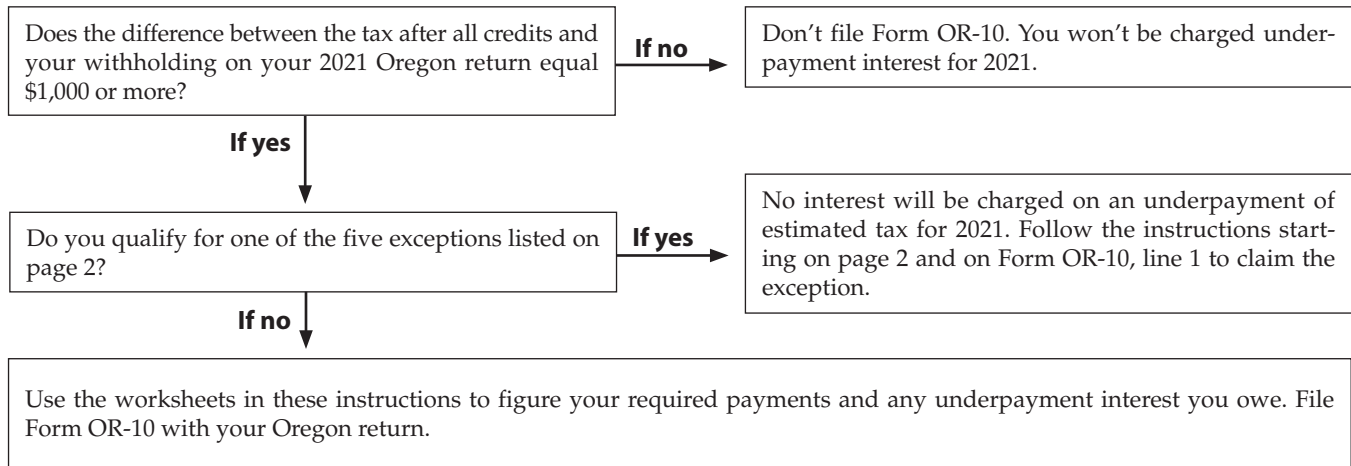 Does the difference between the tax after all credits and
your withholding on your 2021 Oregon return equal
$1,000 or more?
If no
Don’t file Form OR-10. You won’t be charged under-
payment interest for 2021.
If yes
Do you qualify for one of the five exceptions listed on
page 2?
If yes
No interest will be charged on an underpayment of
estimated tax for 2021. Follow the instructions start-
ing on page 2 and on Form OR-10, line 1 to claim the
exception.
If no
Use the worksheets in these instructions to figure your required payments and any underpayment interest you owe. File
Form OR-10 with your Oregon return.